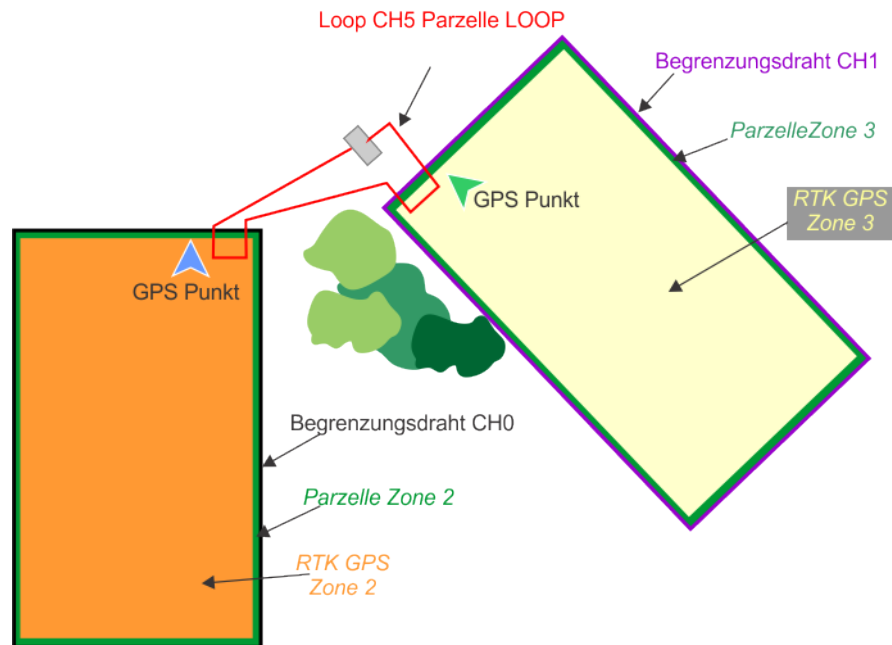 Loop CH5 Parzelle LOOP
Begrenzungsdraht CH1
ParzelleZone 3
RTK GPS
Zone 3
GPS Punkt
GPS Punkt
Begrenzungsdraht CH0
Parzelle Zone 2
RTK GPS
Zone 2